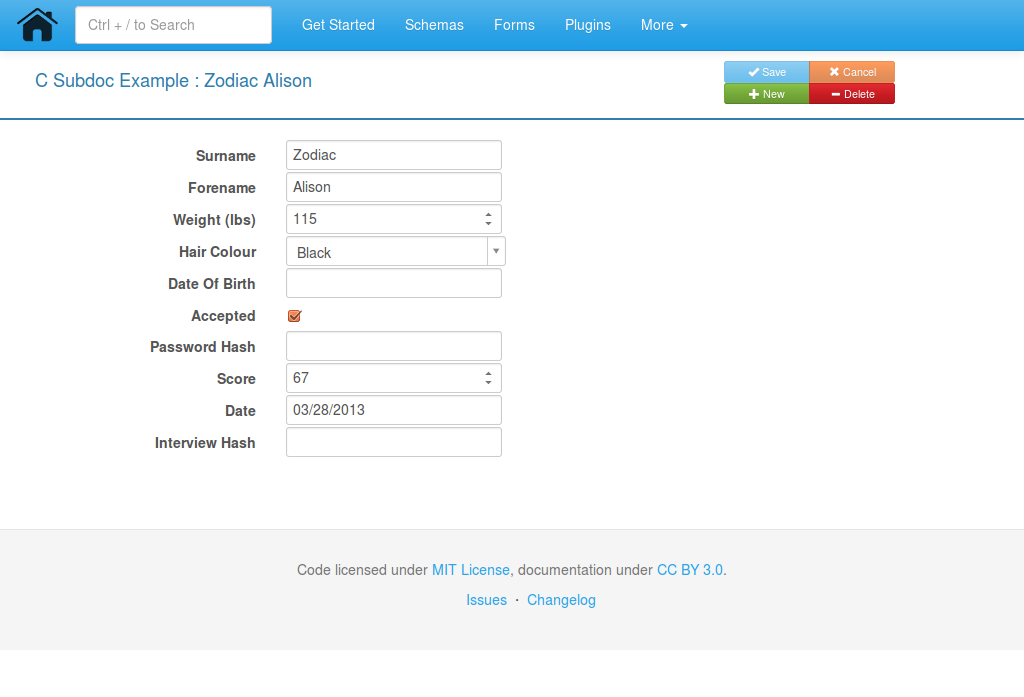 Ctrl + / to Search Get Started Schemas Forms Plugins More
C Subdoc Example : Zodiac Alison
Save Cancel
New Delete
Surname Zodiac
Forename Alison
Weight (lbs) 115
Hair Colour Black
Date Of Birth
Accepted
Password Hash
Score 67
Date 03/28/2013
Interview Hash
Code licensed under MIT License, documentation under CC BY 3.0.
Issues · Changelog